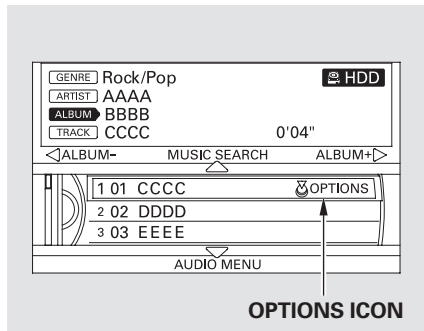 GENRE Rock/Pop HDD
ARTIST AAAA
ALBUM BBBB
TRACK CCCC 0'04"
ALBUM- MUSIC SEARCH ALBUM+
1 01 CCCC OPTIONS
2 02 DDDD
3 03 EEEE
AUDIO MENU
OPTIONS ICON